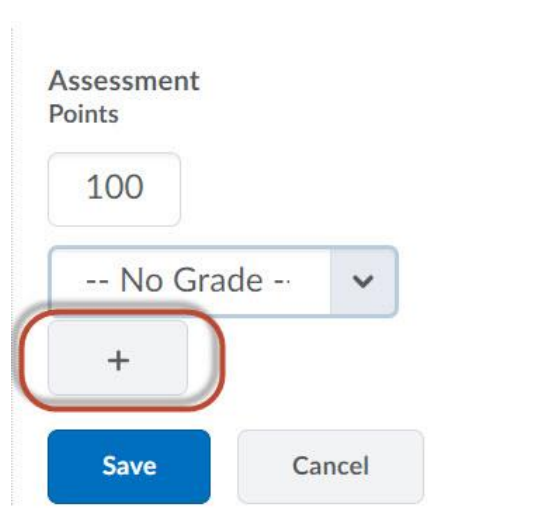 Assessment
Points
100
-- No Grade --
+
Save Cancel